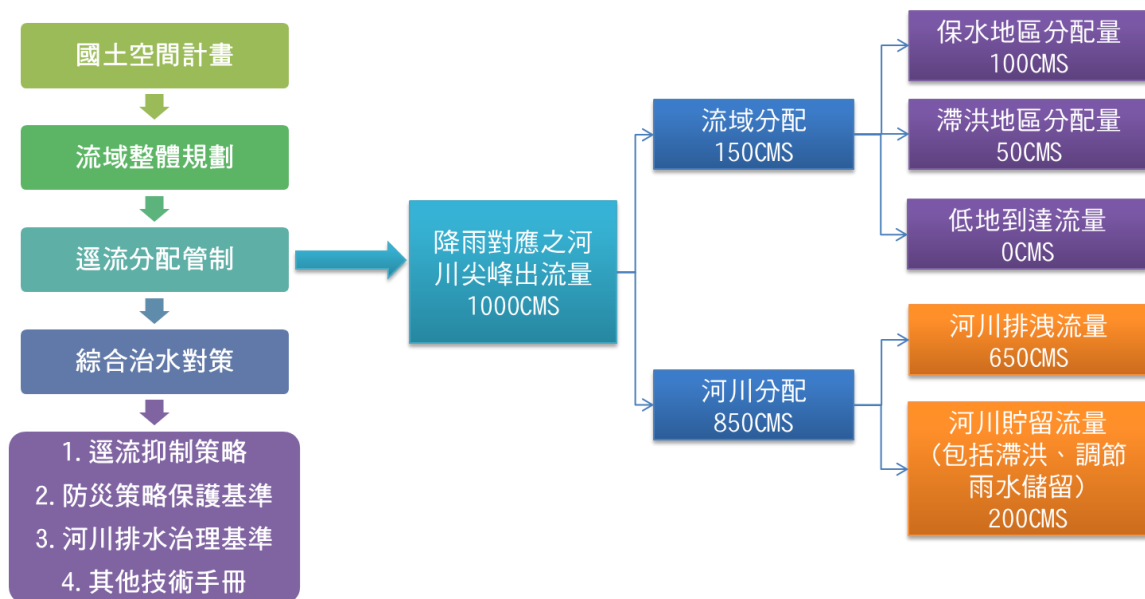 國土空間計畫
流域整體規劃
逕流分配管制
綜合治水對策
1. 逕流抑制策略
2. 防災策略保護基準
3. 河川排水治理基準
4. 其他技術手冊
降雨對應之河
川尖峰出流量
1000CMS
流域分配
150CMS
河川分配
850CMS
保水地區分配量
100CMS
滯洪地區分配量
50CMS
低地到達流量
0CMS
河川排洩流量
650CMS
河川貯留流量
(包括滯洪、調節
雨水儲留)
200CMS